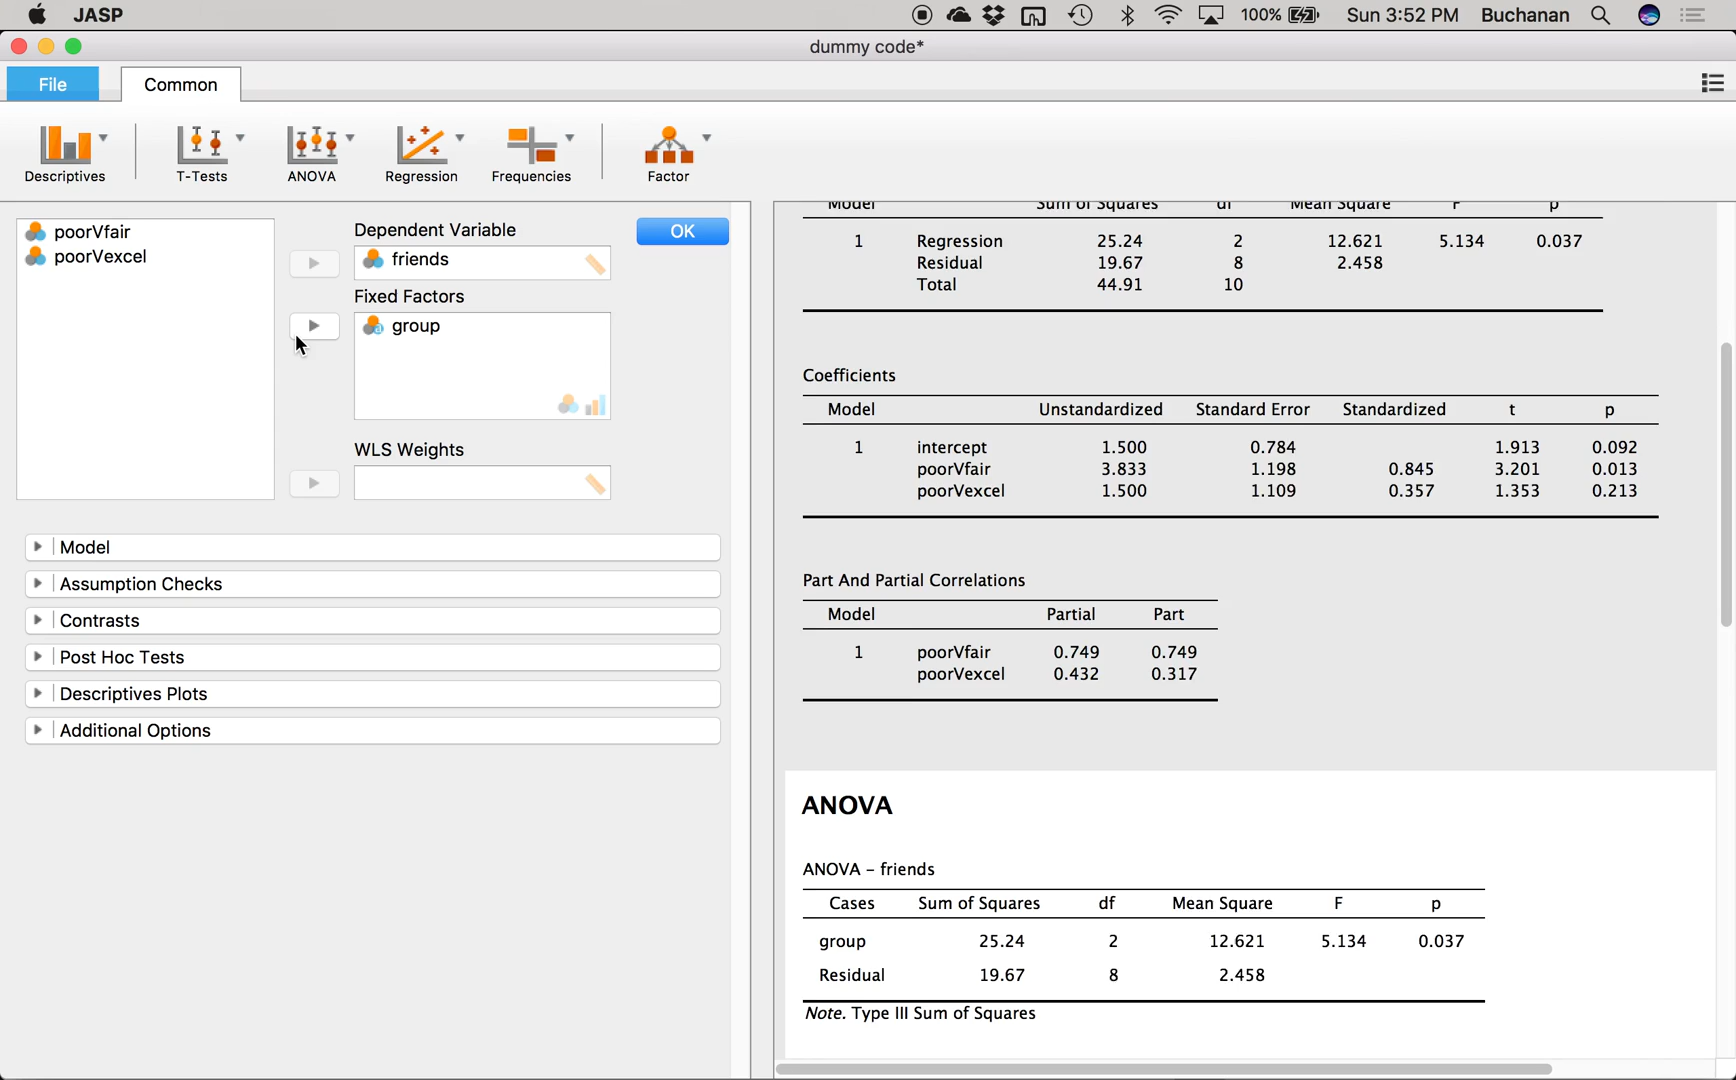 JASP 100% Sun 3:52 PM Buchanan
dummy code*
File Common
Descriptives T-Tests ANOVA Regression Frequencies Factor
poorVfair
poorVexcel
Dependent Variable
friends
Fixed Factors
group
WLS Weights
OK
Model
Assumption Checks
Contrasts
Post Hoc Tests
Descriptives Plots
Additional Options
Model Sum of Squares df Mean Square F p
1 Regression 25.24 2 12.621 5.134 0.037
Residual 19.67 8 2.458
Total 44.91 10
Coefficients
Model Unstandardized Standard Error Standardized t p
1 intercept 1.500 0.784 1.913 0.092
poorVfair 3.833 1.198 0.845 3.201 0.013
poorVexcel 1.500 1.109 0.357 1.353 0.213
Part And Partial Correlations
Model Partial Part
1 poorVfair 0.749 0.749
poorVexcel 0.432 0.317
ANOVA
ANOVA – friends
Cases Sum of Squares df Mean Square F p
group 25.24 2 12.621 5.134 0.037
Residual 19.67 8 2.458
Note. Type III Sum of Squares